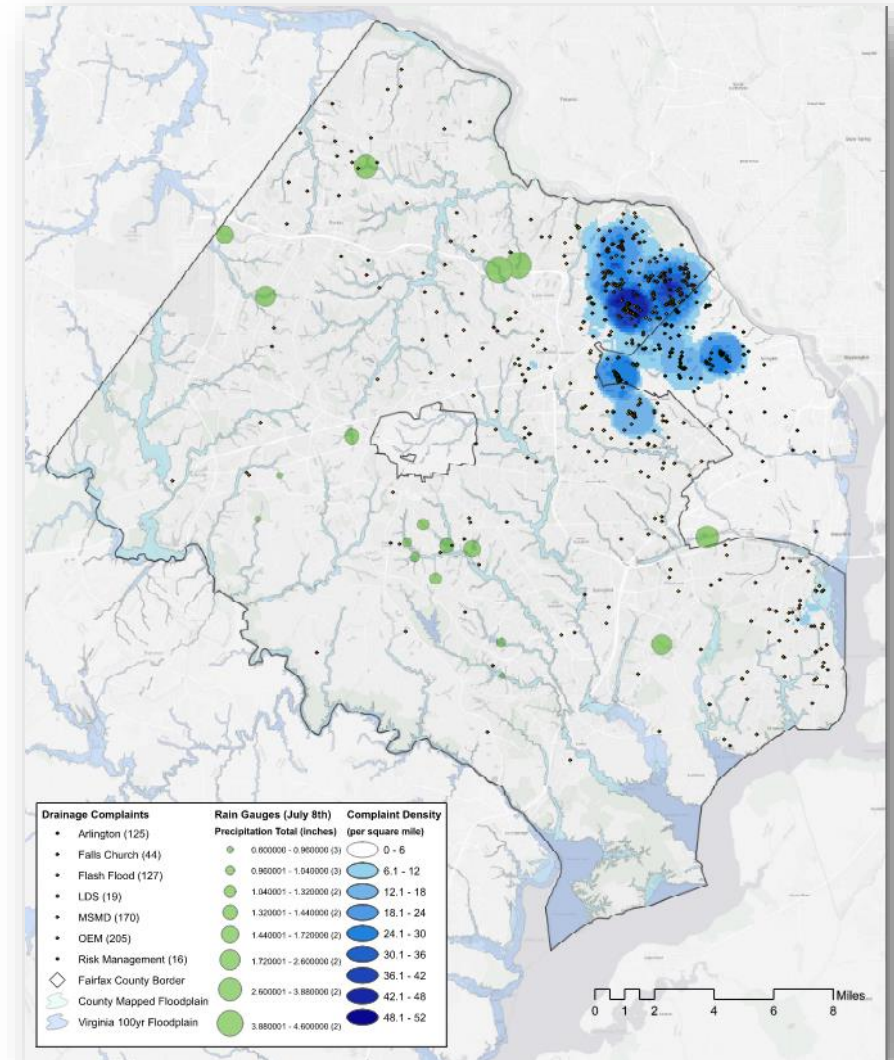 Potomac
Reston
Springfield
Drainage Complaints
Arlington (125)
Falls Church (44)
Flash Flood (127)
LDS (19)
MSMD (170)
OEM (205)
Risk Management (16)
Fairfax County Border
County Mapped Floodplain
Virginia 100yr Floodplain
Rain Gauges (July 8th)
Precipitation Total (inches)
0.600000 - 0.960000 (3)
0.960001 - 1.040000 (3)
1.040001 - 1.320000 (2)
1.320001 - 1.440000 (2)
1.440001 - 1.720000 (2)
1.720001 - 2.600000 (2)
2.600001 - 3.880000 (2)
3.880001 - 4.600000 (2)
Complaint Density
(per square mile)
0 - 6
6.1 - 12
12.1 - 18
18.1 - 24
24.1 - 30
30.1 - 36
36.1 - 42
42.1 - 48
48.1 - 52
Miles
0 1 2 4 6 8